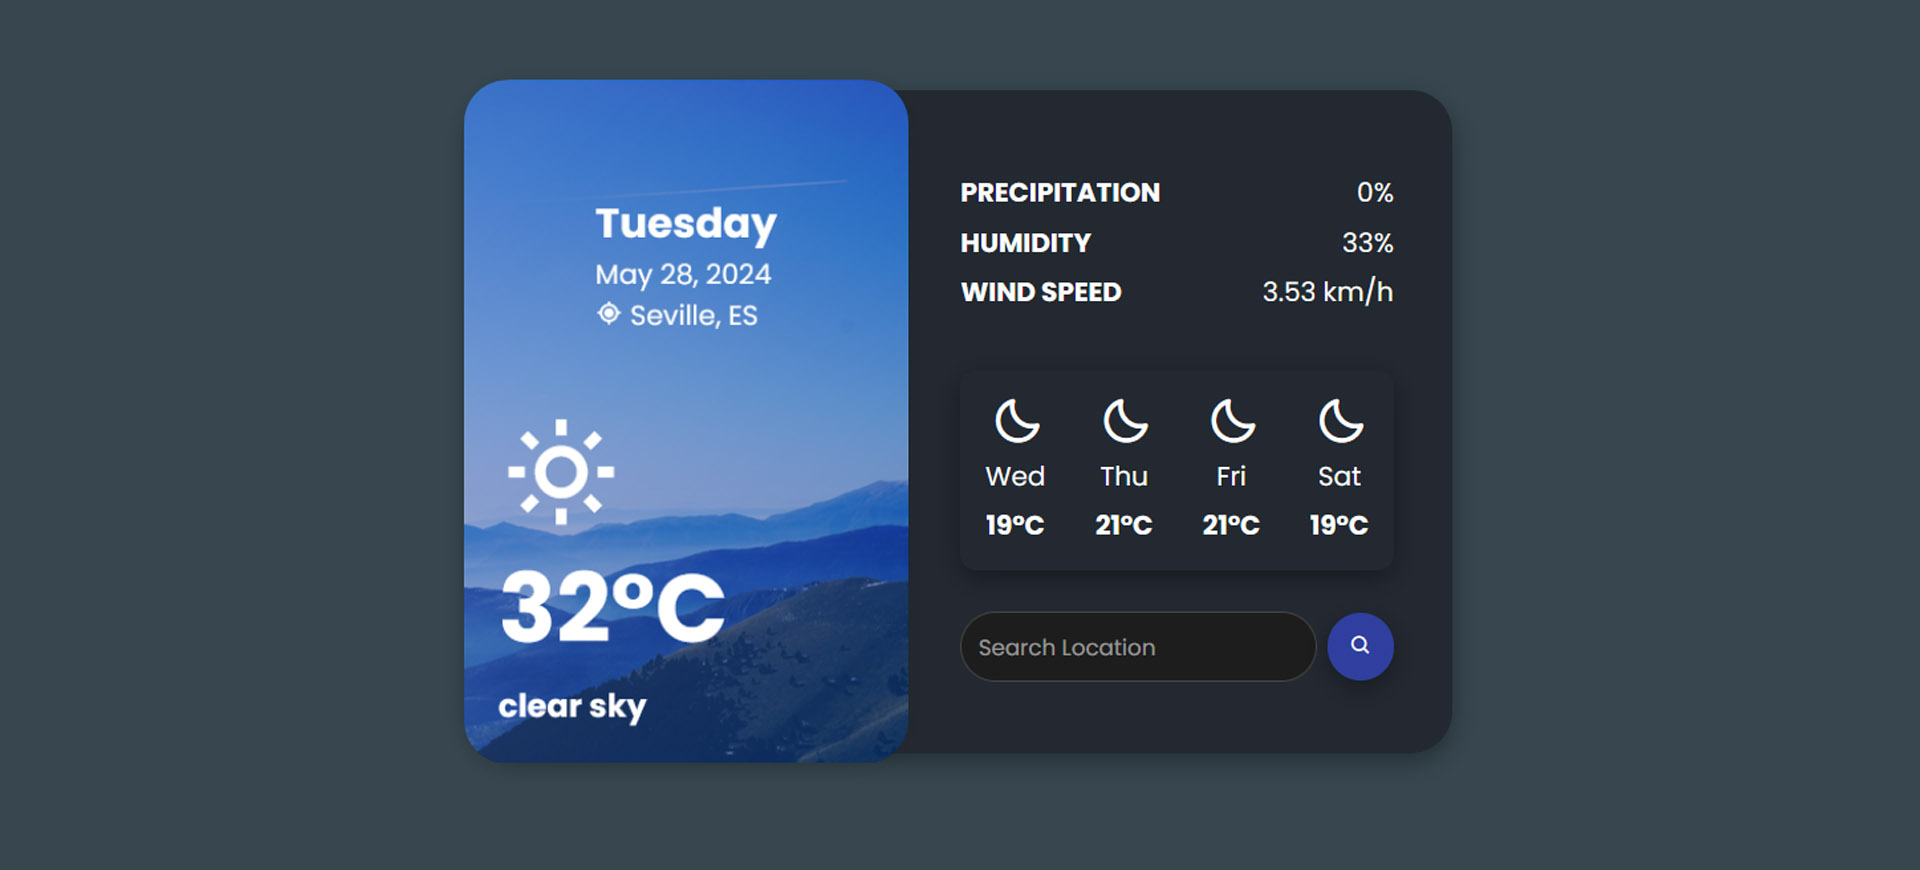 Tuesday
May 28, 2024
Seville, ES
32°C
clear sky
PRECIPITATION 0%
HUMIDITY 33%
WIND SPEED 3.53 km/h
Wed Thu Fri Sat
19°C 21°C 21°C 19°C
Search Location